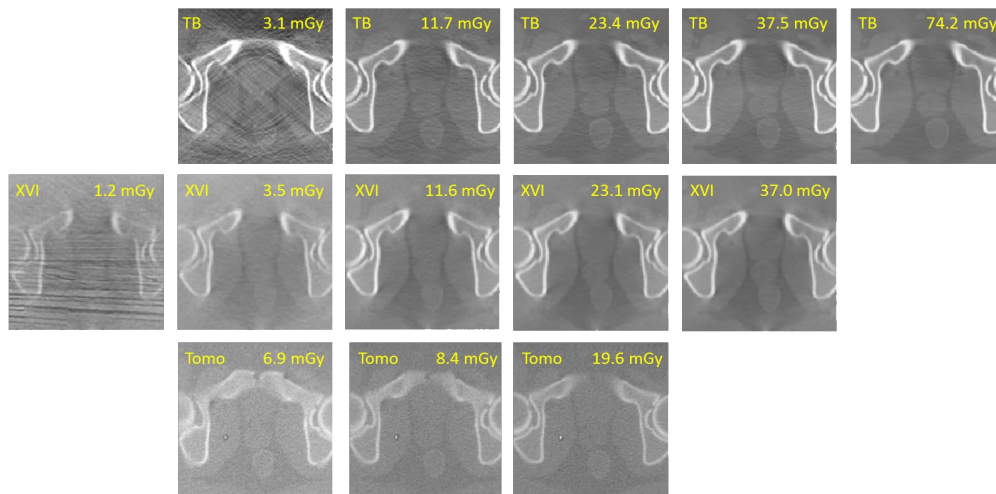 TB 3.1 mGy
TB 11.7 mGy
TB 23.4 mGy
TB 37.5 mGy
TB 74.2 mGy
XVI 1.2 mGy
XVI 3.5 mGy
XVI 11.6 mGy
XVI 23.1 mGy
XVI 37.0 mGy
Tomo 6.9 mGy
Tomo 8.4 mGy
Tomo 19.6 mGy